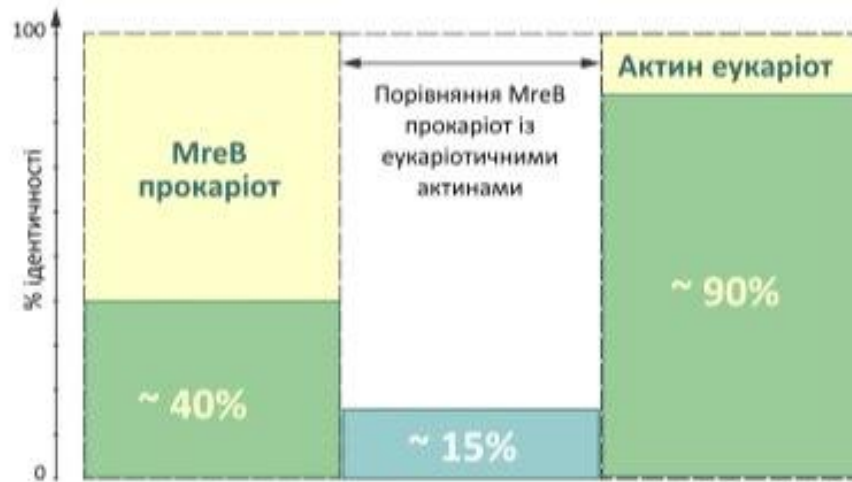 100
% ідентичності
0
MreB
прокаріот
~ 40%
Порівняння MreB
прокаріот із
еукаріотичними
актинами
~ 15%
Актин еукаріот
~ 90%